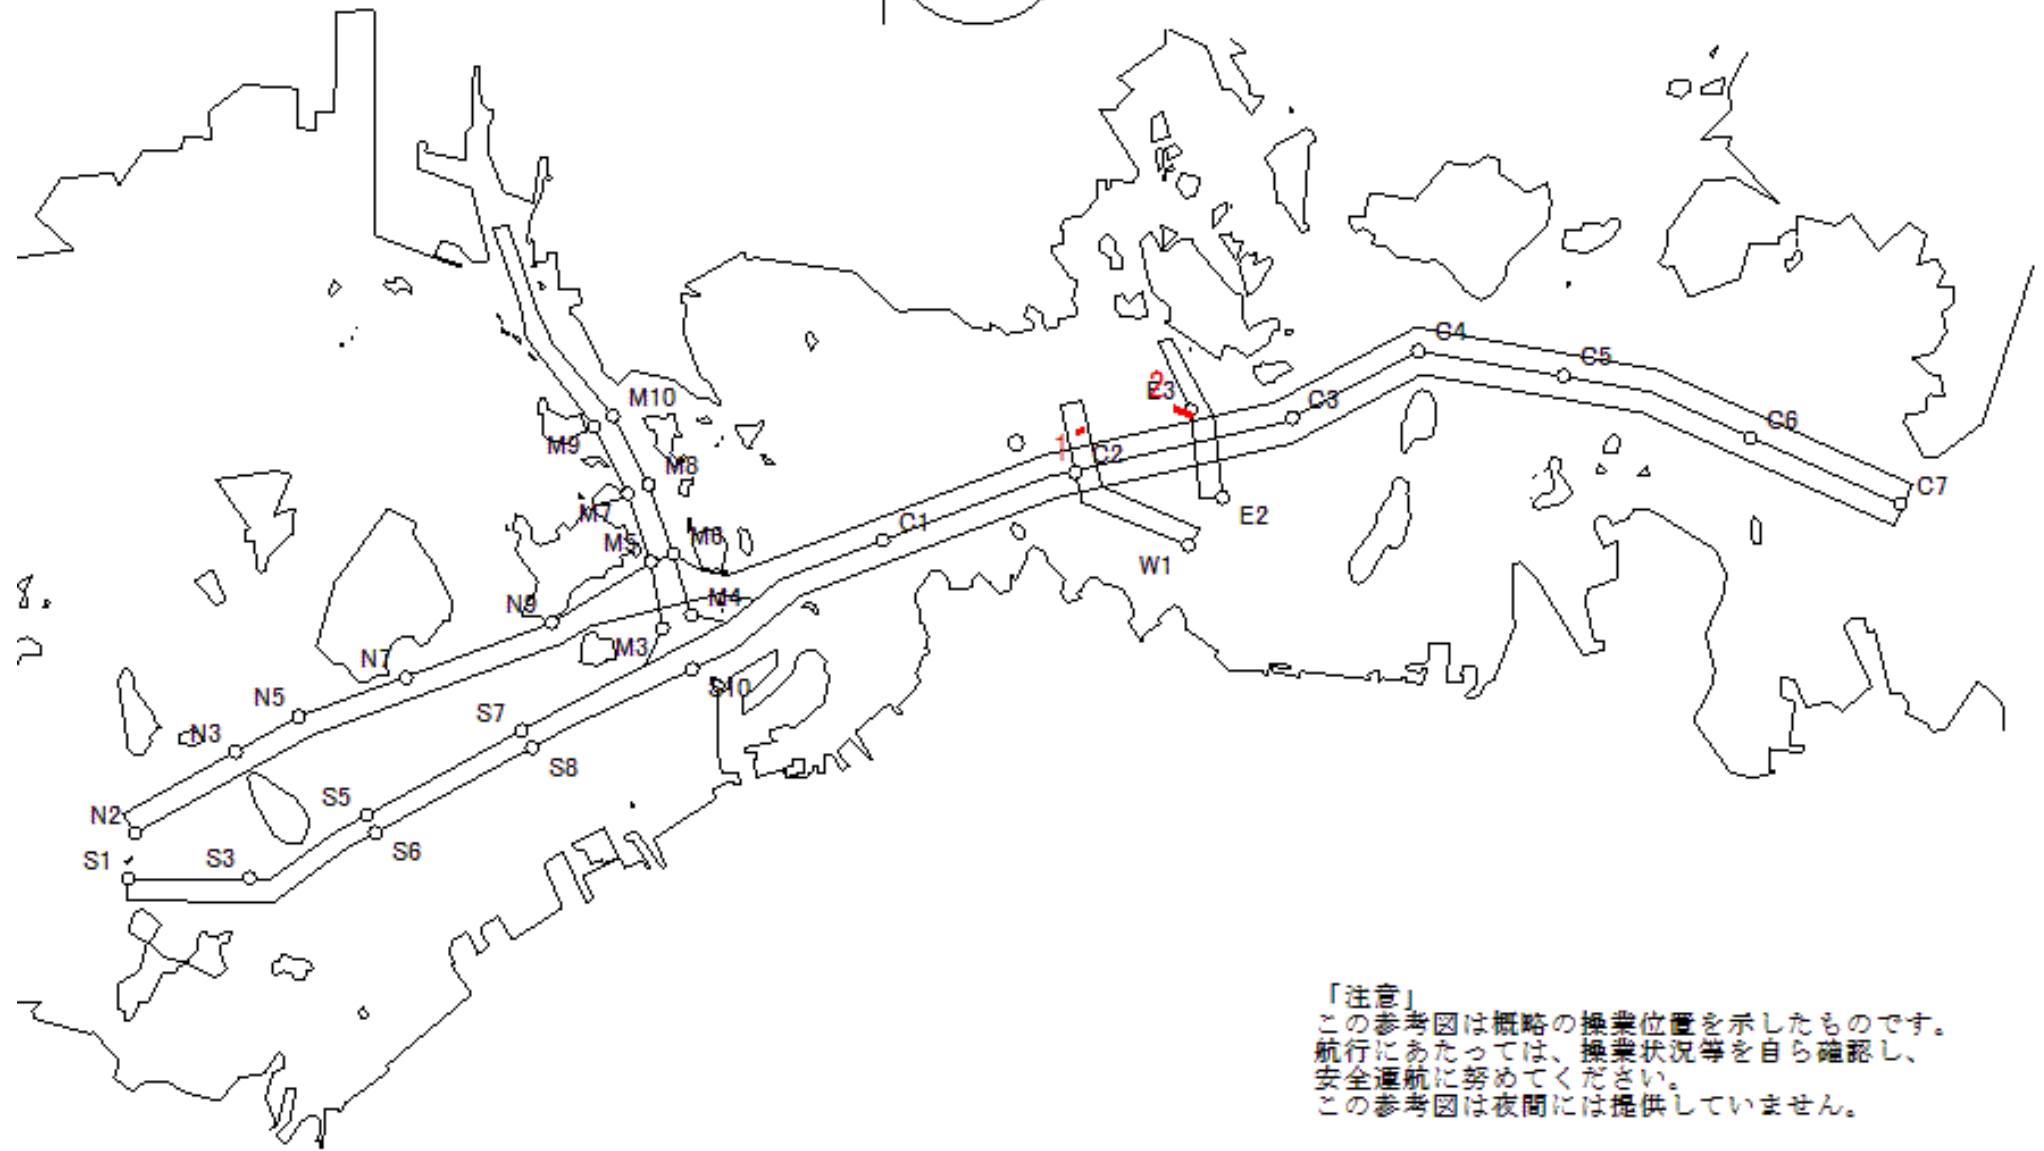 C4
C5
2
E3
M10
C3
C6
M9
1
C2
M8
C7
M7
E2
C1
M6
M5
W1
N9
M4
M3
N7
S10
N5
S7
N3
S8
S5
N2
S6
S1
S3
「注意」
この参考図は概略の操業位置を示したものです。
航行にあたっては、操業状況等を自ら確認し、
安全運航に努めてください。
この参考図は夜間には提供していません。